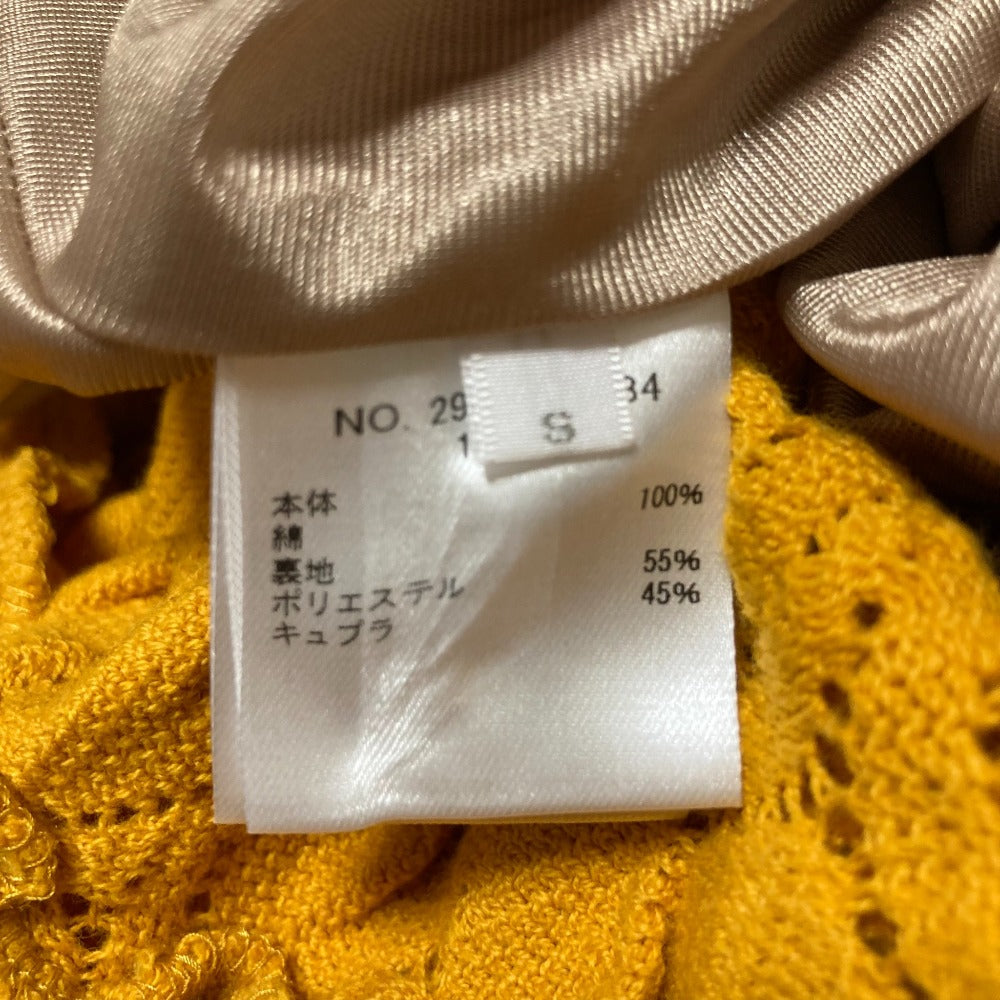 NO. 29 34
1
S
本体
綿 100%
裏地
ポリエステル 55%
キュプラ 45%